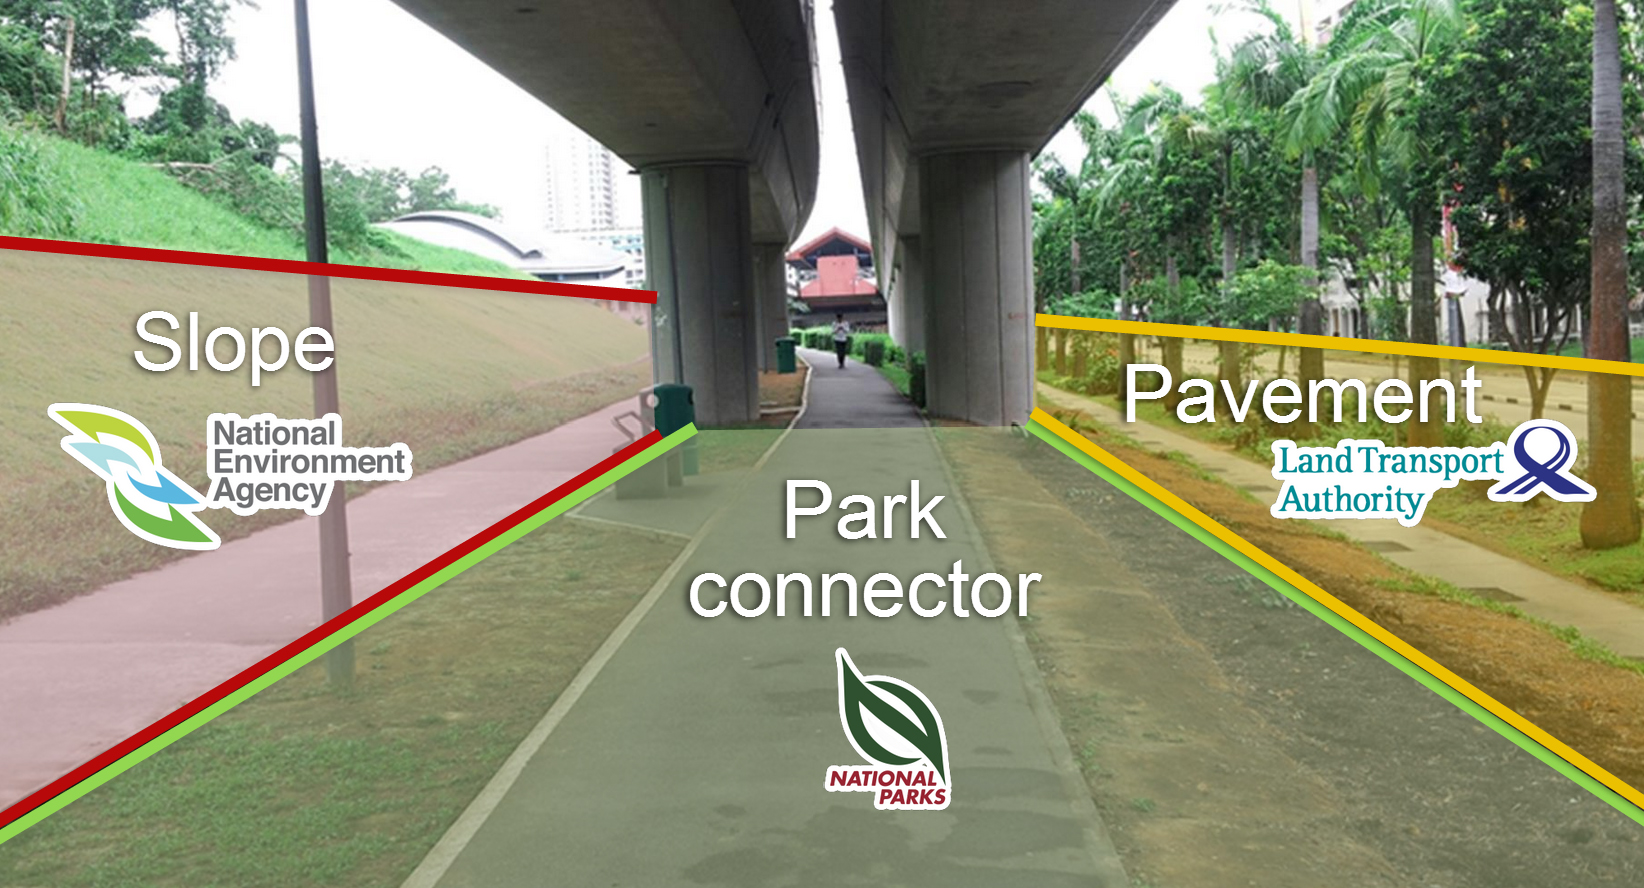 Slope
National
Environment
Agency
Park
connector
NATIONAL
PARKS
Pavement
Land Transport
Authority